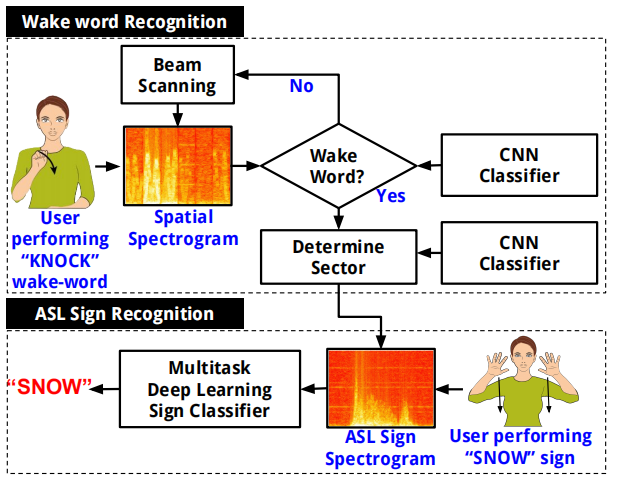 Wake word Recognition
Beam
Scanning
No
Wake
Word?
Yes
CNN
Classifier
User
performing
“KNOCK”
wake-word
Spatial
Spectrogram
Determine
Sector
CNN
Classifier
ASL Sign Recognition
“SNOW”
Multitask
Deep Learning
Sign Classifier
ASL Sign
Spectrogram
User performing
“SNOW” sign